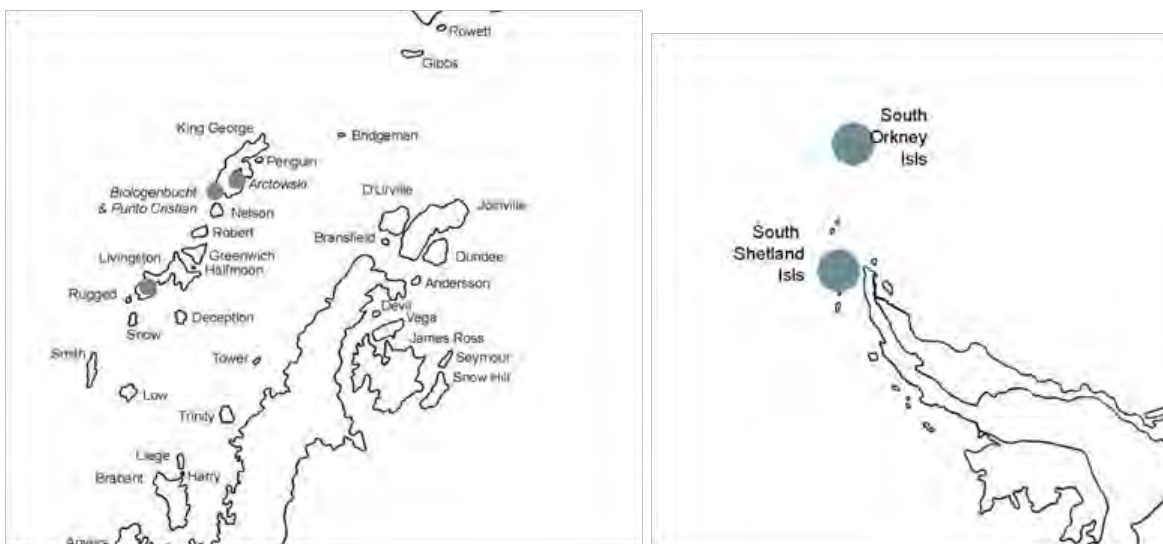 Rowett
Gibbs
King George
Bridgeman
Penguin
Arctowski
Biologenbucht
& Punto Cristian
Nelson
D'Urville
Joinville
Robert
Bransfield
Livingston
Greenwich
Halfmoon
Dundee
Andersson
Rugged
Snow
Deception
Devil
Vega
James Ross
Smith
Tower
Seymour
Snow Hill
Low
Trinity
Liege
Brabant
Harry
Anvers
South
Orkney
Isls
South
Shetland
Isls